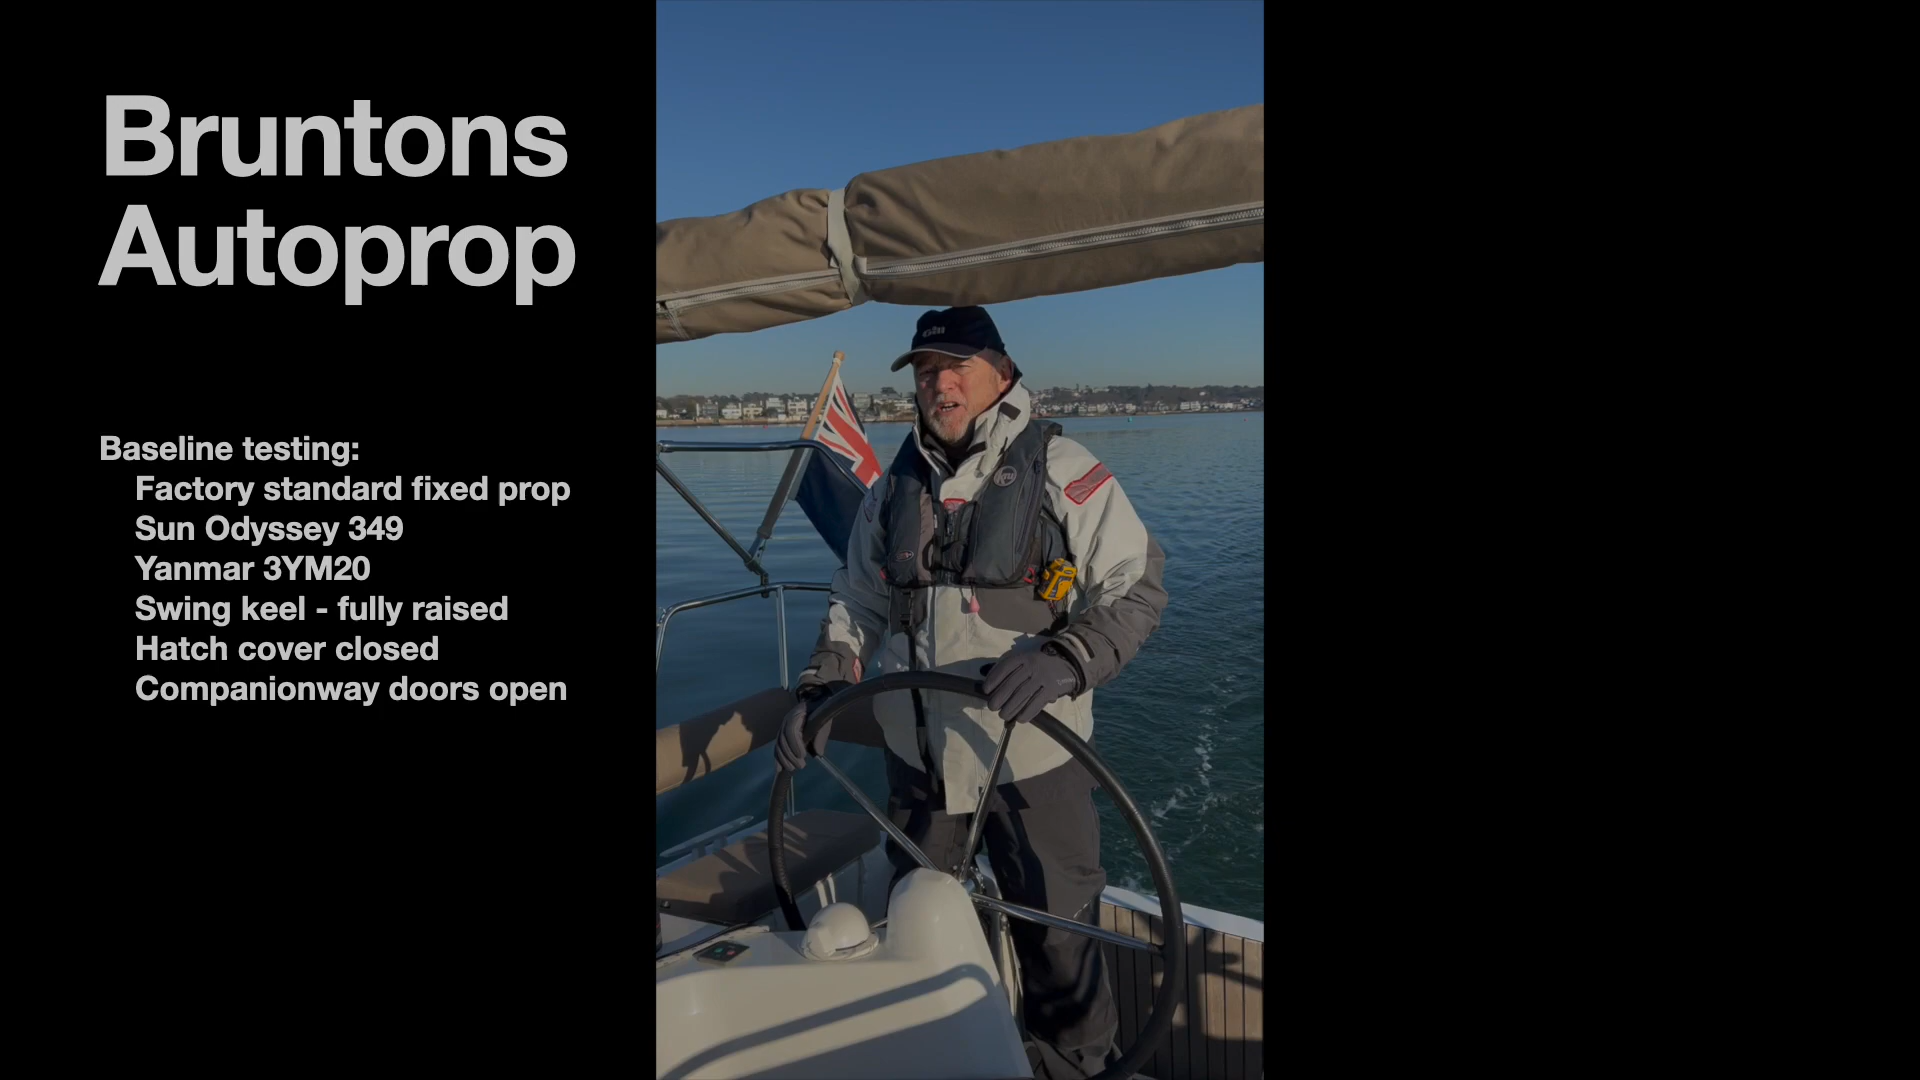 Bruntons
Autoprop
Baseline testing:
Factory standard fixed prop
Sun Odyssey 349
Yanmar 3YM20
Swing keel - fully raised
Hatch cover closed
Companionway doors open
Gill